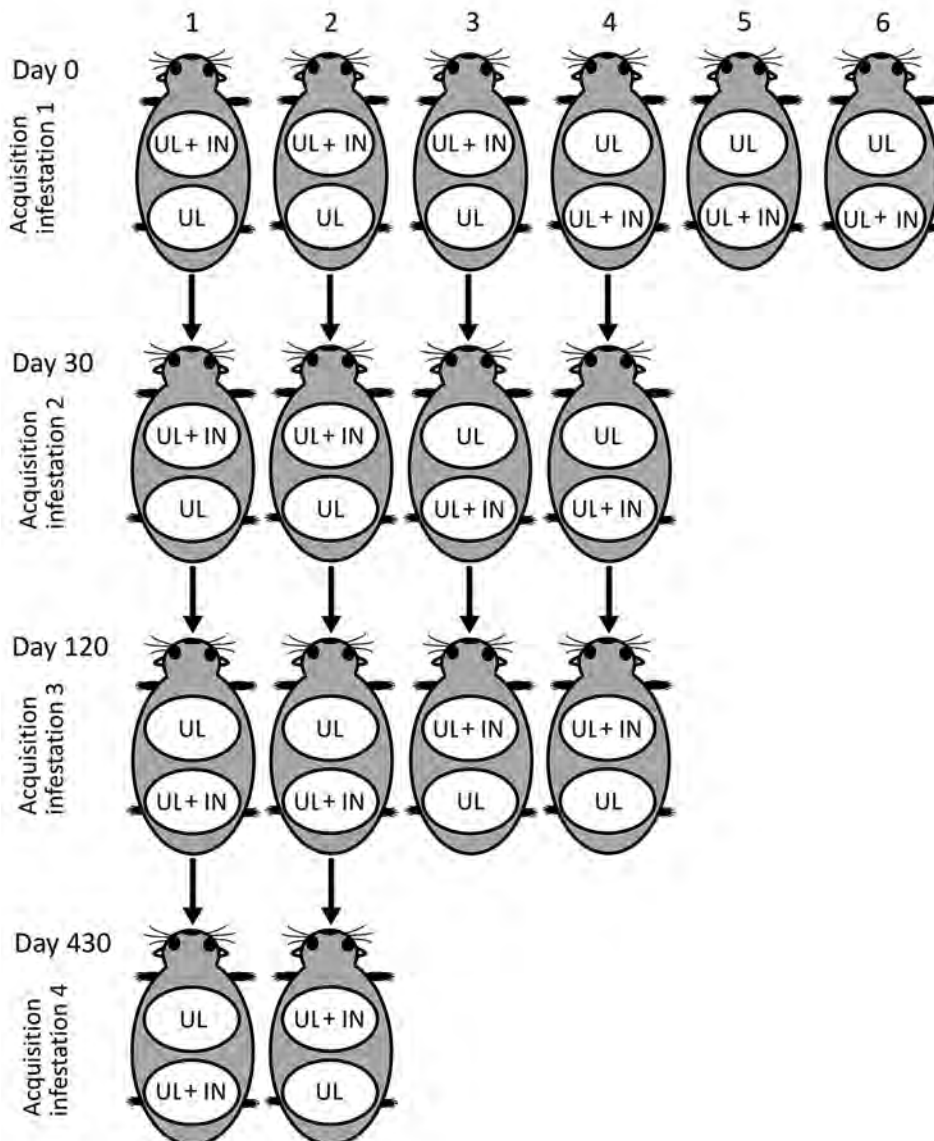 1 2 3 4 5 6
Day 0
Acquisition
infestation 1
UL + IN UL + IN UL + IN UL UL UL
UL UL UL UL + IN UL + IN UL + IN
Day 30
Acquisition
infestation 2
UL + IN UL + IN UL UL
UL UL UL + IN UL + IN
Day 120
Acquisition
infestation 3
UL UL UL + IN UL + IN
UL + IN UL + IN UL UL
Day 430
Acquisition
infestation 4
UL UL + IN
UL + IN UL